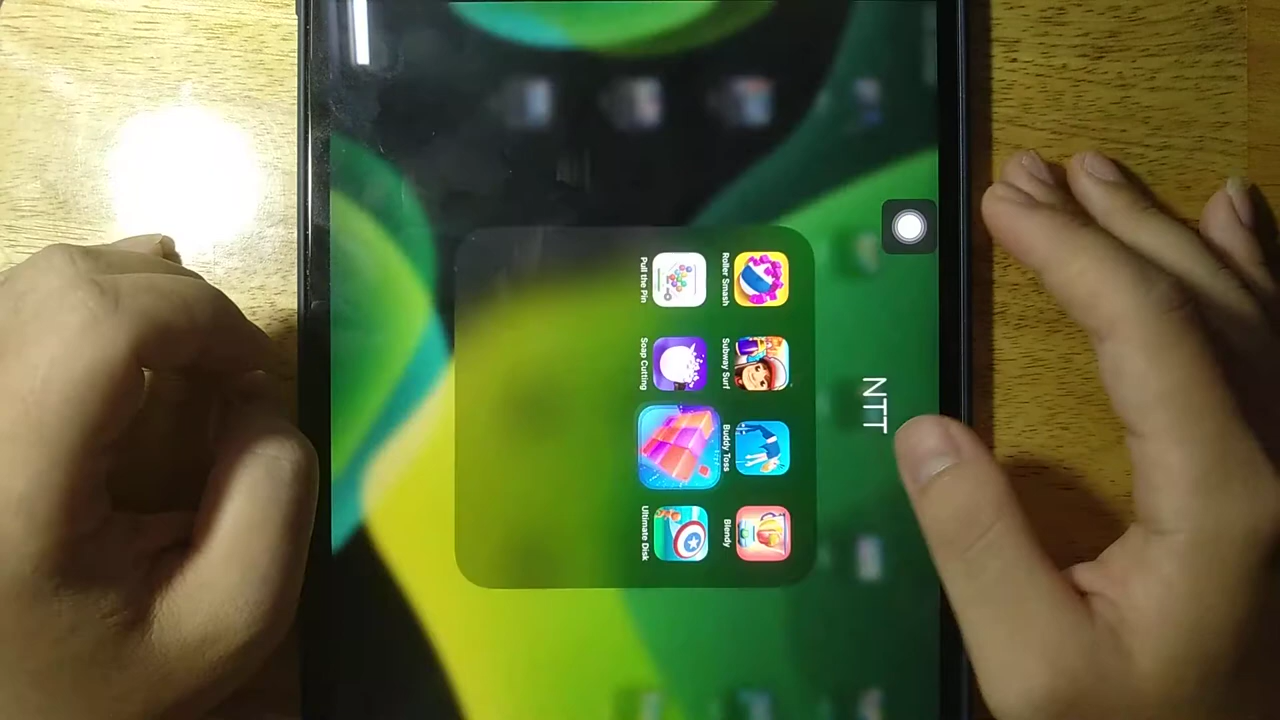 NTT
Roller Smash
Subway Surf
Buddy Toss
Blendy
Pull the Pin
Soap Cutting
Ultimate Disk